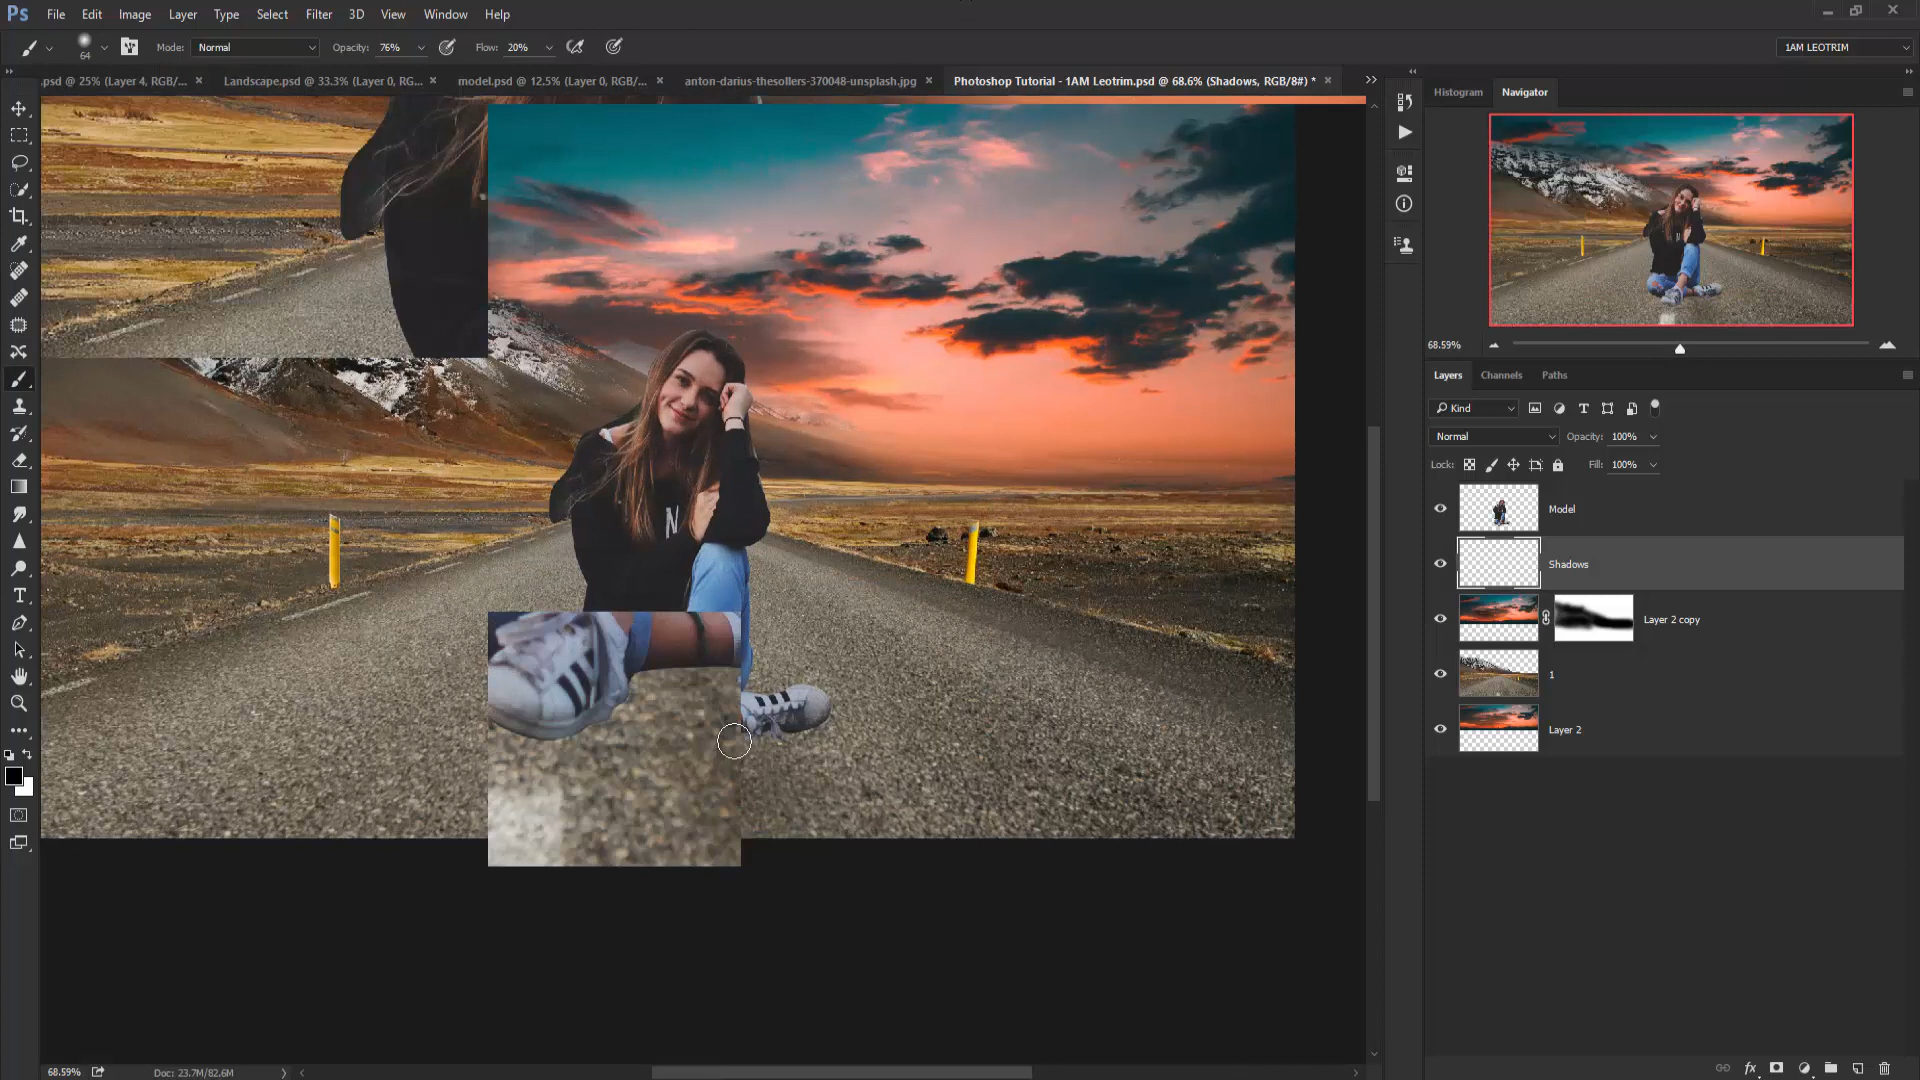 Ps File Edit Image Layer Type Select Filter 3D View Window Help
64 Mode: Normal Opacity: 76% Flow: 20% 1AM LEOTRIM
.psd @ 25% (Layer 4, RGB/... × Landscape.psd @ 33.3% (Layer 0, RG... × model.psd @ 12.5% (Layer 0, RGB/... × anton-darius-thesollers-370048-unsplash.jpg × Photoshop Tutorial - 1AM Leotrim.psd @ 68.6% (Shadows, RGB/8#) * ×
Histogram Navigator
68.59%
Layers Channels Paths
Kind
Normal Opacity: 100%
Lock: Fill: 100%
Model
Shadows
Layer 2 copy
1
Layer 2
N
68.59% Doc: 23.7M/82.6M